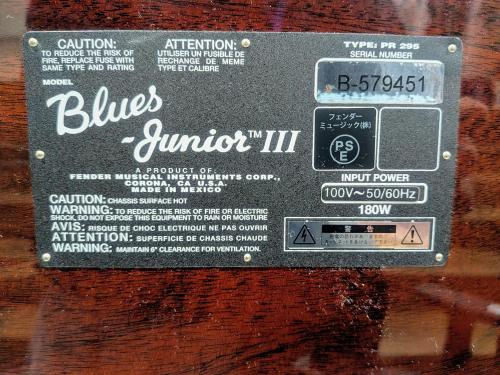 CAUTION:
TO REDUCE THE RISK OF
FIRE, REPLACE FUSE WITH
SAME TYPE AND RATING
ATTENTION:
UTILISER UN FUSIBLE DE
RECHANGE DE MEME
TYPE ET CALIBRE
TYPE: PR 295
SERIAL NUMBER
B-579451
MODEL
Blues
Junior™ III
A PRODUCT OF
FENDER MUSICAL INSTRUMENTS CORP.,
CORONA, CA U.S.A.
MADE IN MEXICO
フェンダー
ミュージック(株)
PS
E
INPUT POWER
100V~50/60Hz
180W
CAUTION: CHASSIS SURFACE HOT
WARNING: TO REDUCE THE RISK OF FIRE OR ELECTRIC
SHOCK, DO NOT EXPOSE THIS EQUIPMENT TO RAIN OR MOISTURE
AVIS: RISQUE DE CHOC ELECTRIQUE NE PAS OUVRIR
ATTENTION: SUPERFICIE DE CHASSIS CHAUDE
WARNING: MAINTAIN 6" CLEARANCE FOR VENTILATION.
警告